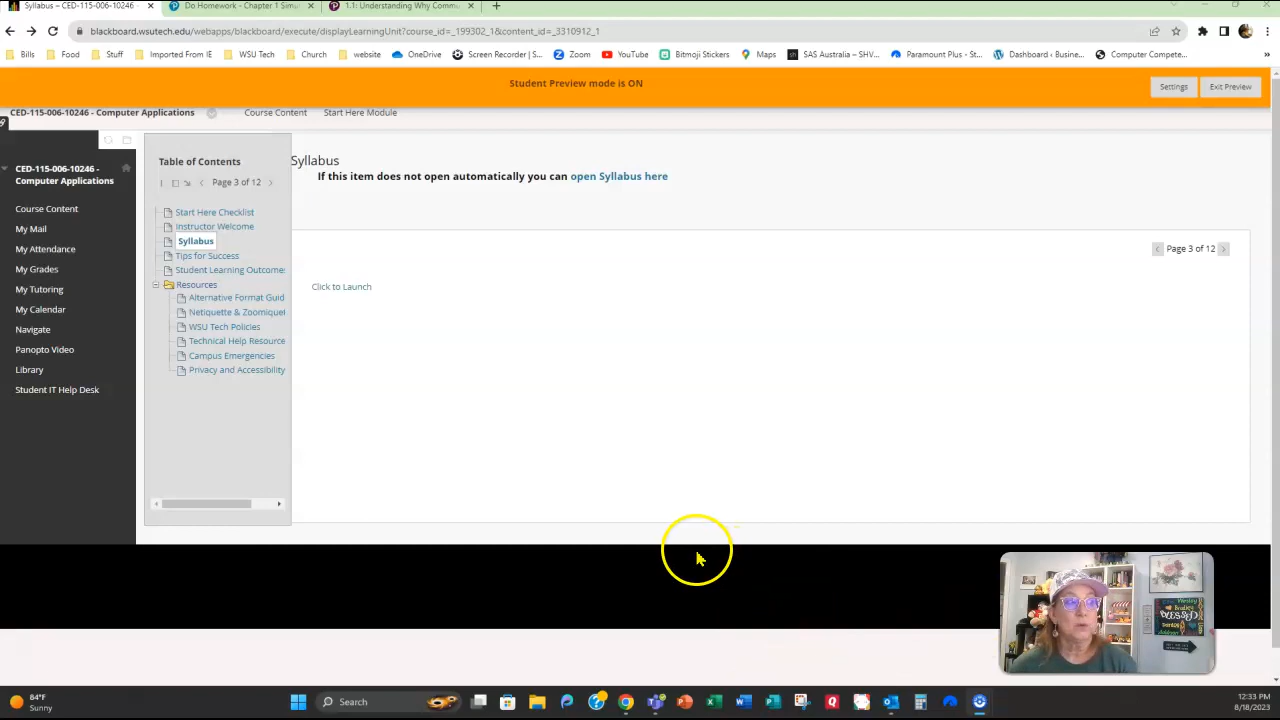 Syllabus – CED-115-006-10246
Do Homework - Chapter 1 Simu
1.1: Understanding Why Commu
blackboard.wsutech.edu/webapps/blackboard/execute/displayLearningUnit?course_id=_199302_1&content_id=_3310912_1
Bills
Food
Stuff
Imported From IE
WSU Tech
Church
website
OneDrive
Screen Recorder | S...
Zoom
YouTube
Bitmoji Stickers
Maps
SAS Australia – SHV...
Paramount Plus - St...
Dashboard ‹ Busine...
Computer Compete...
»
Student Preview mode is ON
Settings
Exit Preview
CED-115-006-10246 - Computer Applications
Course Content
Start Here Module
CED-115-006-10246 -
Computer Applications
Course Content
My Mail
My Attendance
My Grades
My Tutoring
My Calendar
Navigate
Panopto Video
Library
Student IT Help Desk
Table of Contents
Page 3 of 12
Start Here Checklist
Instructor Welcome
Syllabus
Tips for Success
Student Learning Outcomes
Resources
Alternative Format Guid
Netiquette & Zoomiquet
WSU Tech Policies
Technical Help Resource
Campus Emergencies
Privacy and Accessibility
Syllabus
If this item does not open automatically you can open Syllabus here
Page 3 of 12
Click to Launch
Wesley
Bradlee
BLESSED
84°F
Sunny
Search
12:33 PM
8/18/2023